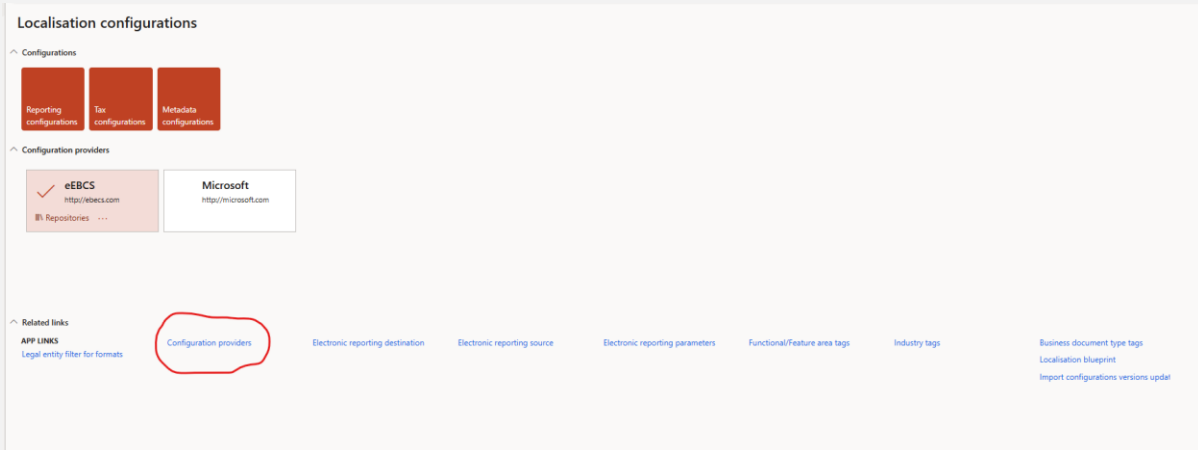 Localisation configurations
Configurations
Reporting configurations
Tax configurations
Metadata configurations
Configuration providers
eEBCS
http://ebecs.com
Repositories ...
Microsoft
http://microsoft.com
Related links
APP LINKS
Legal entity filter for formats
Configuration providers
Electronic reporting destination
Electronic reporting source
Electronic reporting parameters
Functional/Feature area tags
Industry tags
Business document type tags
Localisation blueprint
Import configurations versions updat